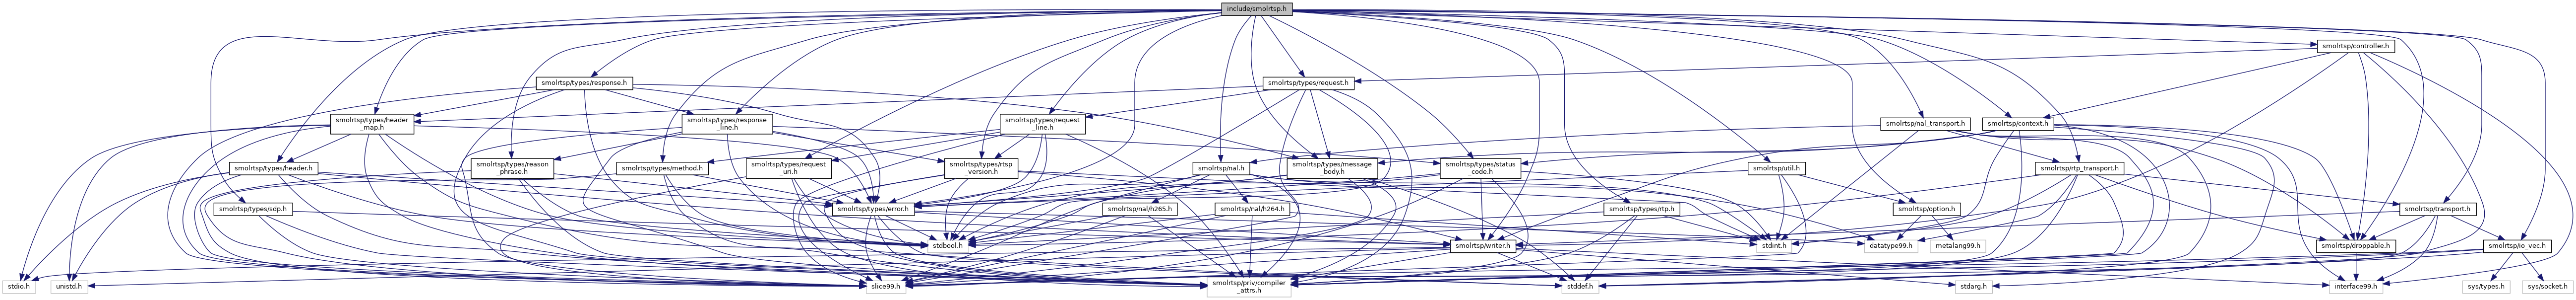 include/smolrtsp.h
smolrtsp/controller.h
smolrtsp/types/response.h
smolrtsp/types/request.h
smolrtsp/types/header
_map.h
smolrtsp/types/response
_line.h
smolrtsp/types/request
_line.h
smolrtsp/nal_transport.h
smolrtsp/context.h
smolrtsp/types/header.h
smolrtsp/types/reason
_phrase.h
smolrtsp/types/method.h
smolrtsp/types/request
_uri.h
smolrtsp/types/rtsp
_version.h
smolrtsp/nal.h
smolrtsp/types/message
_body.h
smolrtsp/types/status
_code.h
smolrtsp/util.h
smolrtsp/rtp_transport.h
smolrtsp/types/sdp.h
smolrtsp/types/error.h
smolrtsp/nal/h265.h
smolrtsp/nal/h264.h
smolrtsp/types/rtp.h
smolrtsp/option.h
smolrtsp/transport.h
stdbool.h
smolrtsp/writer.h
stdint.h
datatype99.h
metalang99.h
smolrtsp/droppable.h
smolrtsp/io_vec.h
stdio.h
unistd.h
slice99.h
smolrtsp/priv/compiler
_attrs.h
stddef.h
stdarg.h
interface99.h
sys/types.h
sys/socket.h